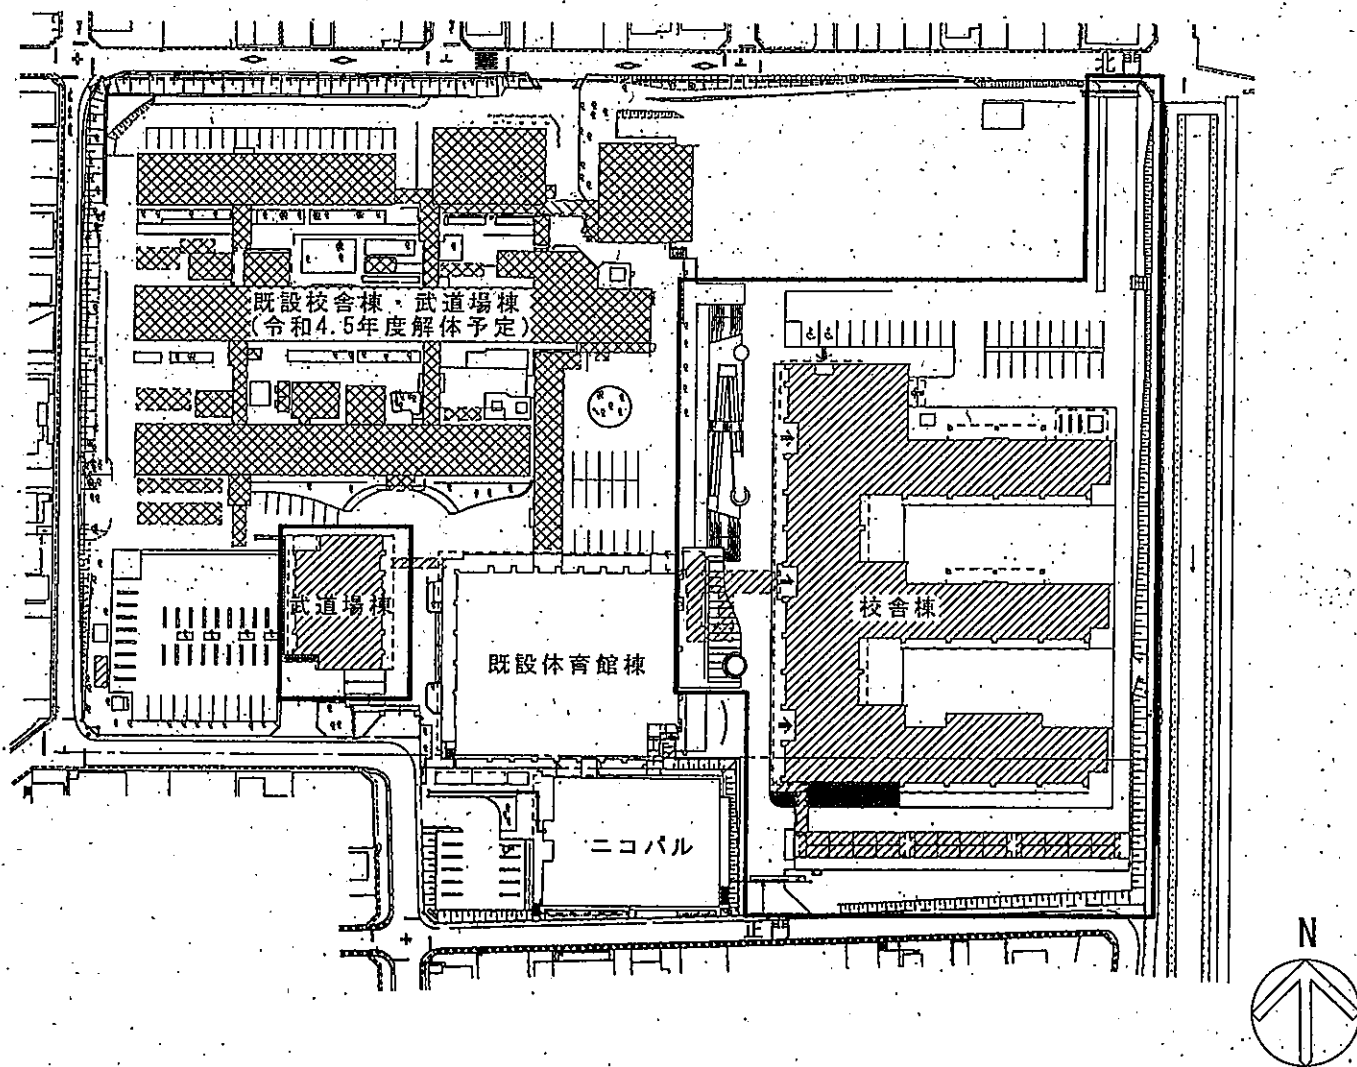 北門
既設校舎棟・武道場棟
(令和4.5年度解体予定)
武道場棟
校舎棟
既設体育館棟
ニコパル
正門
N